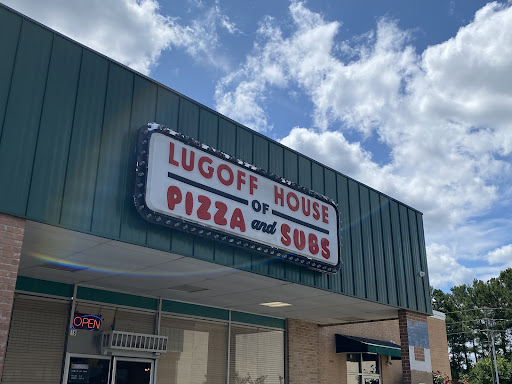 LUGOFF HOUSE
OF
PIZZA and SUBS
OPEN